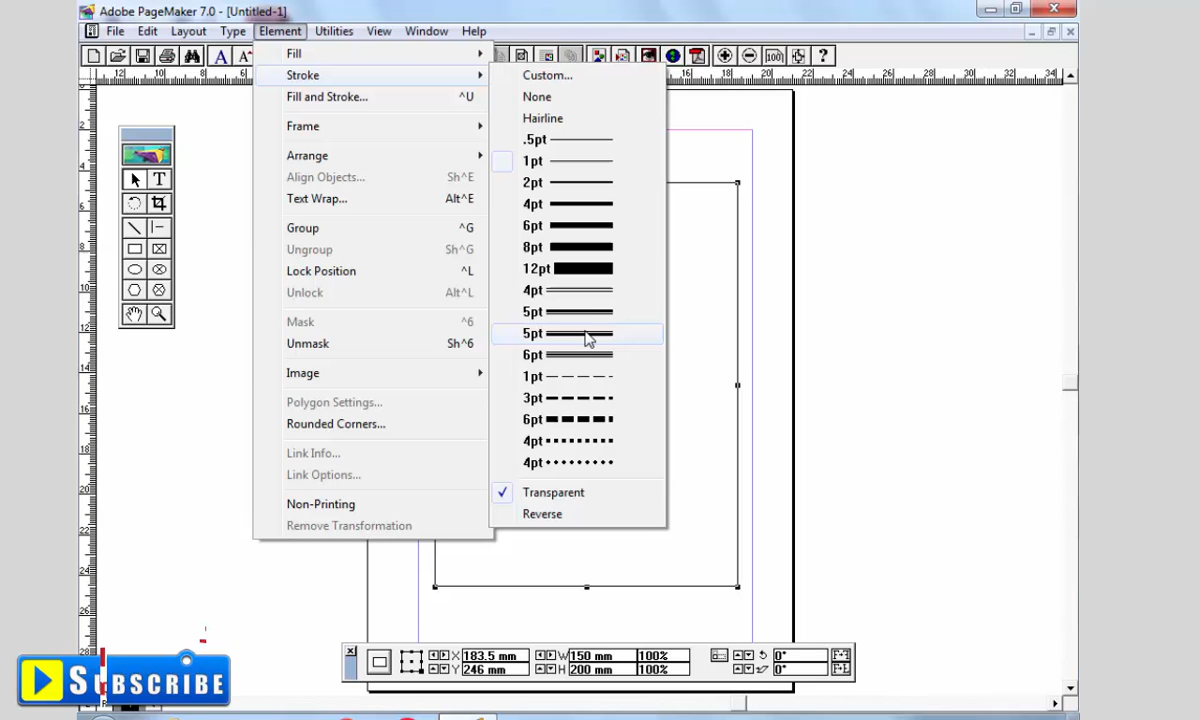 Adobe PageMaker 7.0 - [Untitled-1]
File Edit Layout Type Element Utilities View Window Help
Fill
Stroke
Fill and Stroke... ^U
Frame
Arrange
Align Objects... Sh^E
Text Wrap... Alt^E
Group ^G
Ungroup Sh^G
Lock Position ^L
Unlock Alt^L
Mask ^6
Unmask Sh^6
Image
Polygon Settings...
Rounded Corners...
Link Info...
Link Options...
Non-Printing
Remove Transformation
Custom...
None
Hairline
.5pt
1pt
2pt
4pt
6pt
8pt
12pt
4pt
5pt
5pt
6pt
1pt
3pt
6pt
4pt
4pt
Transparent
Reverse
X 183.5 mm W 150 mm 100% 0°
Y 246 mm H 200 mm 100% 0°
SUBSCRIBE